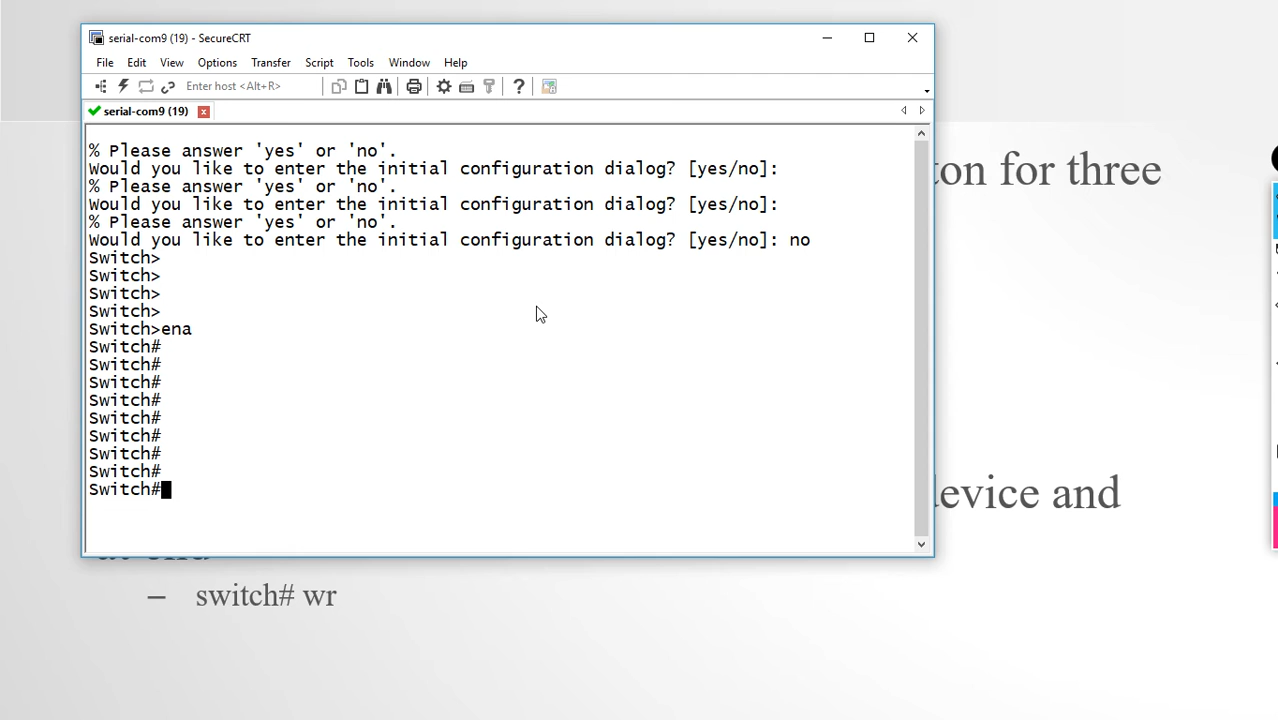 serial-com9 (19) - SecureCRT
File Edit View Options Transfer Script Tools Window Help
Enter host <Alt+R>
serial-com9 (19)
% Please answer 'yes' or 'no'.
Would you like to enter the initial configuration dialog? [yes/no]:
% Please answer 'yes' or 'no'.
Would you like to enter the initial configuration dialog? [yes/no]:
% Please answer 'yes' or 'no'.
Would you like to enter the initial configuration dialog? [yes/no]: no
Switch>
Switch>
Switch>
Switch>
Switch>ena
Switch#
Switch#
Switch#
Switch#
Switch#
Switch#
Switch#
Switch#
Switch#
ton for three
device and
– switch# wr